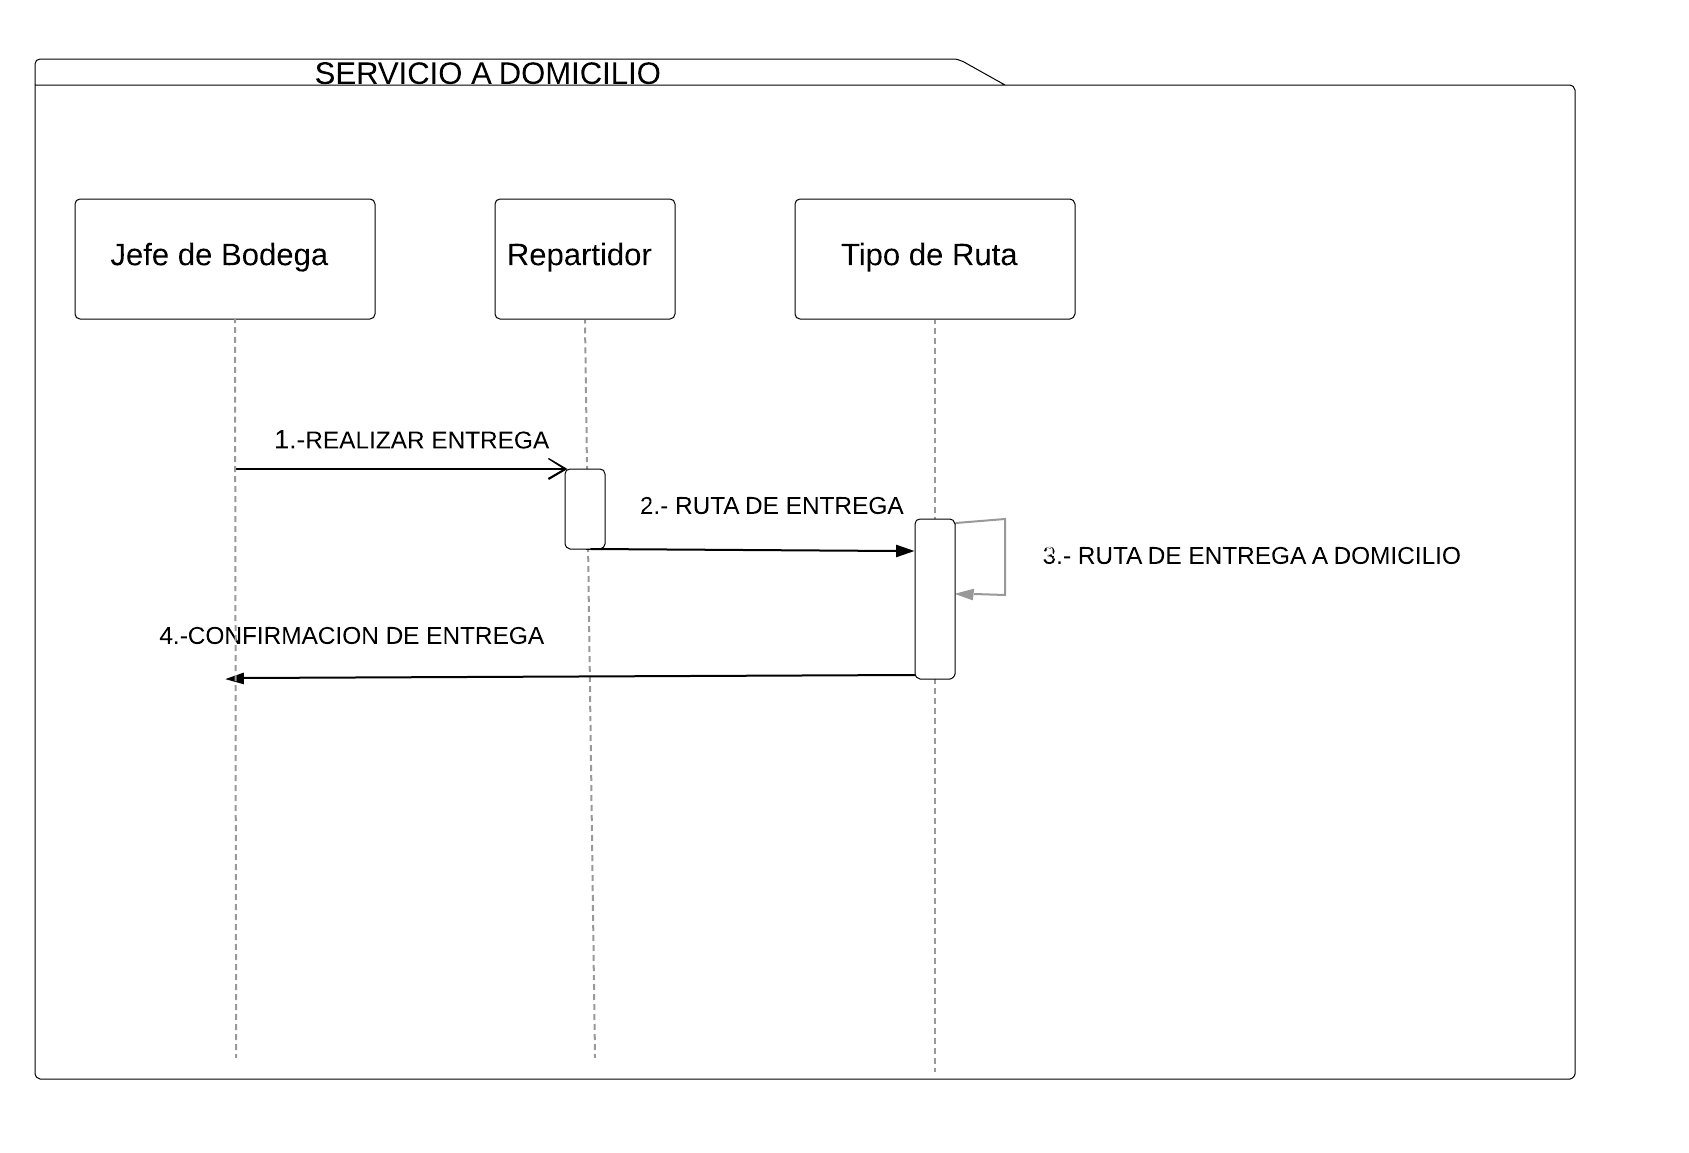 SERVICIO A DOMICILIO
Jefe de Bodega
Repartidor
Tipo de Ruta
1.-REALIZAR ENTREGA
2.- RUTA DE ENTREGA
3.- RUTA DE ENTREGA A DOMICILIO
4.-CONFIRMACION DE ENTREGA